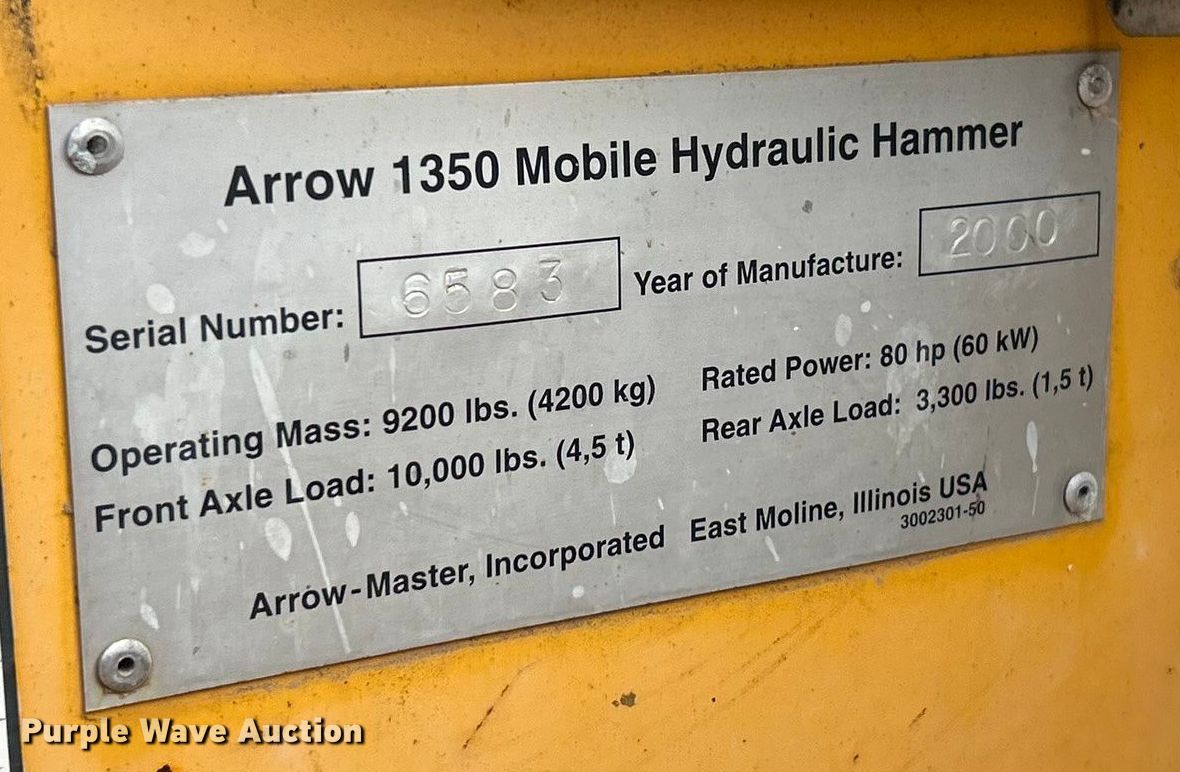 Arrow 1350 Mobile Hydraulic Hammer
Serial Number: 6583 Year of Manufacture: 2000
Operating Mass: 9200 lbs. (4200 kg) Rated Power: 80 hp (60 kW)
Front Axle Load: 10,000 lbs. (4,5 t) Rear Axle Load: 3,300 lbs. (1,5 t)
Arrow-Master, Incorporated East Moline, Illinois USA
3002301-50
Purple Wave Auction